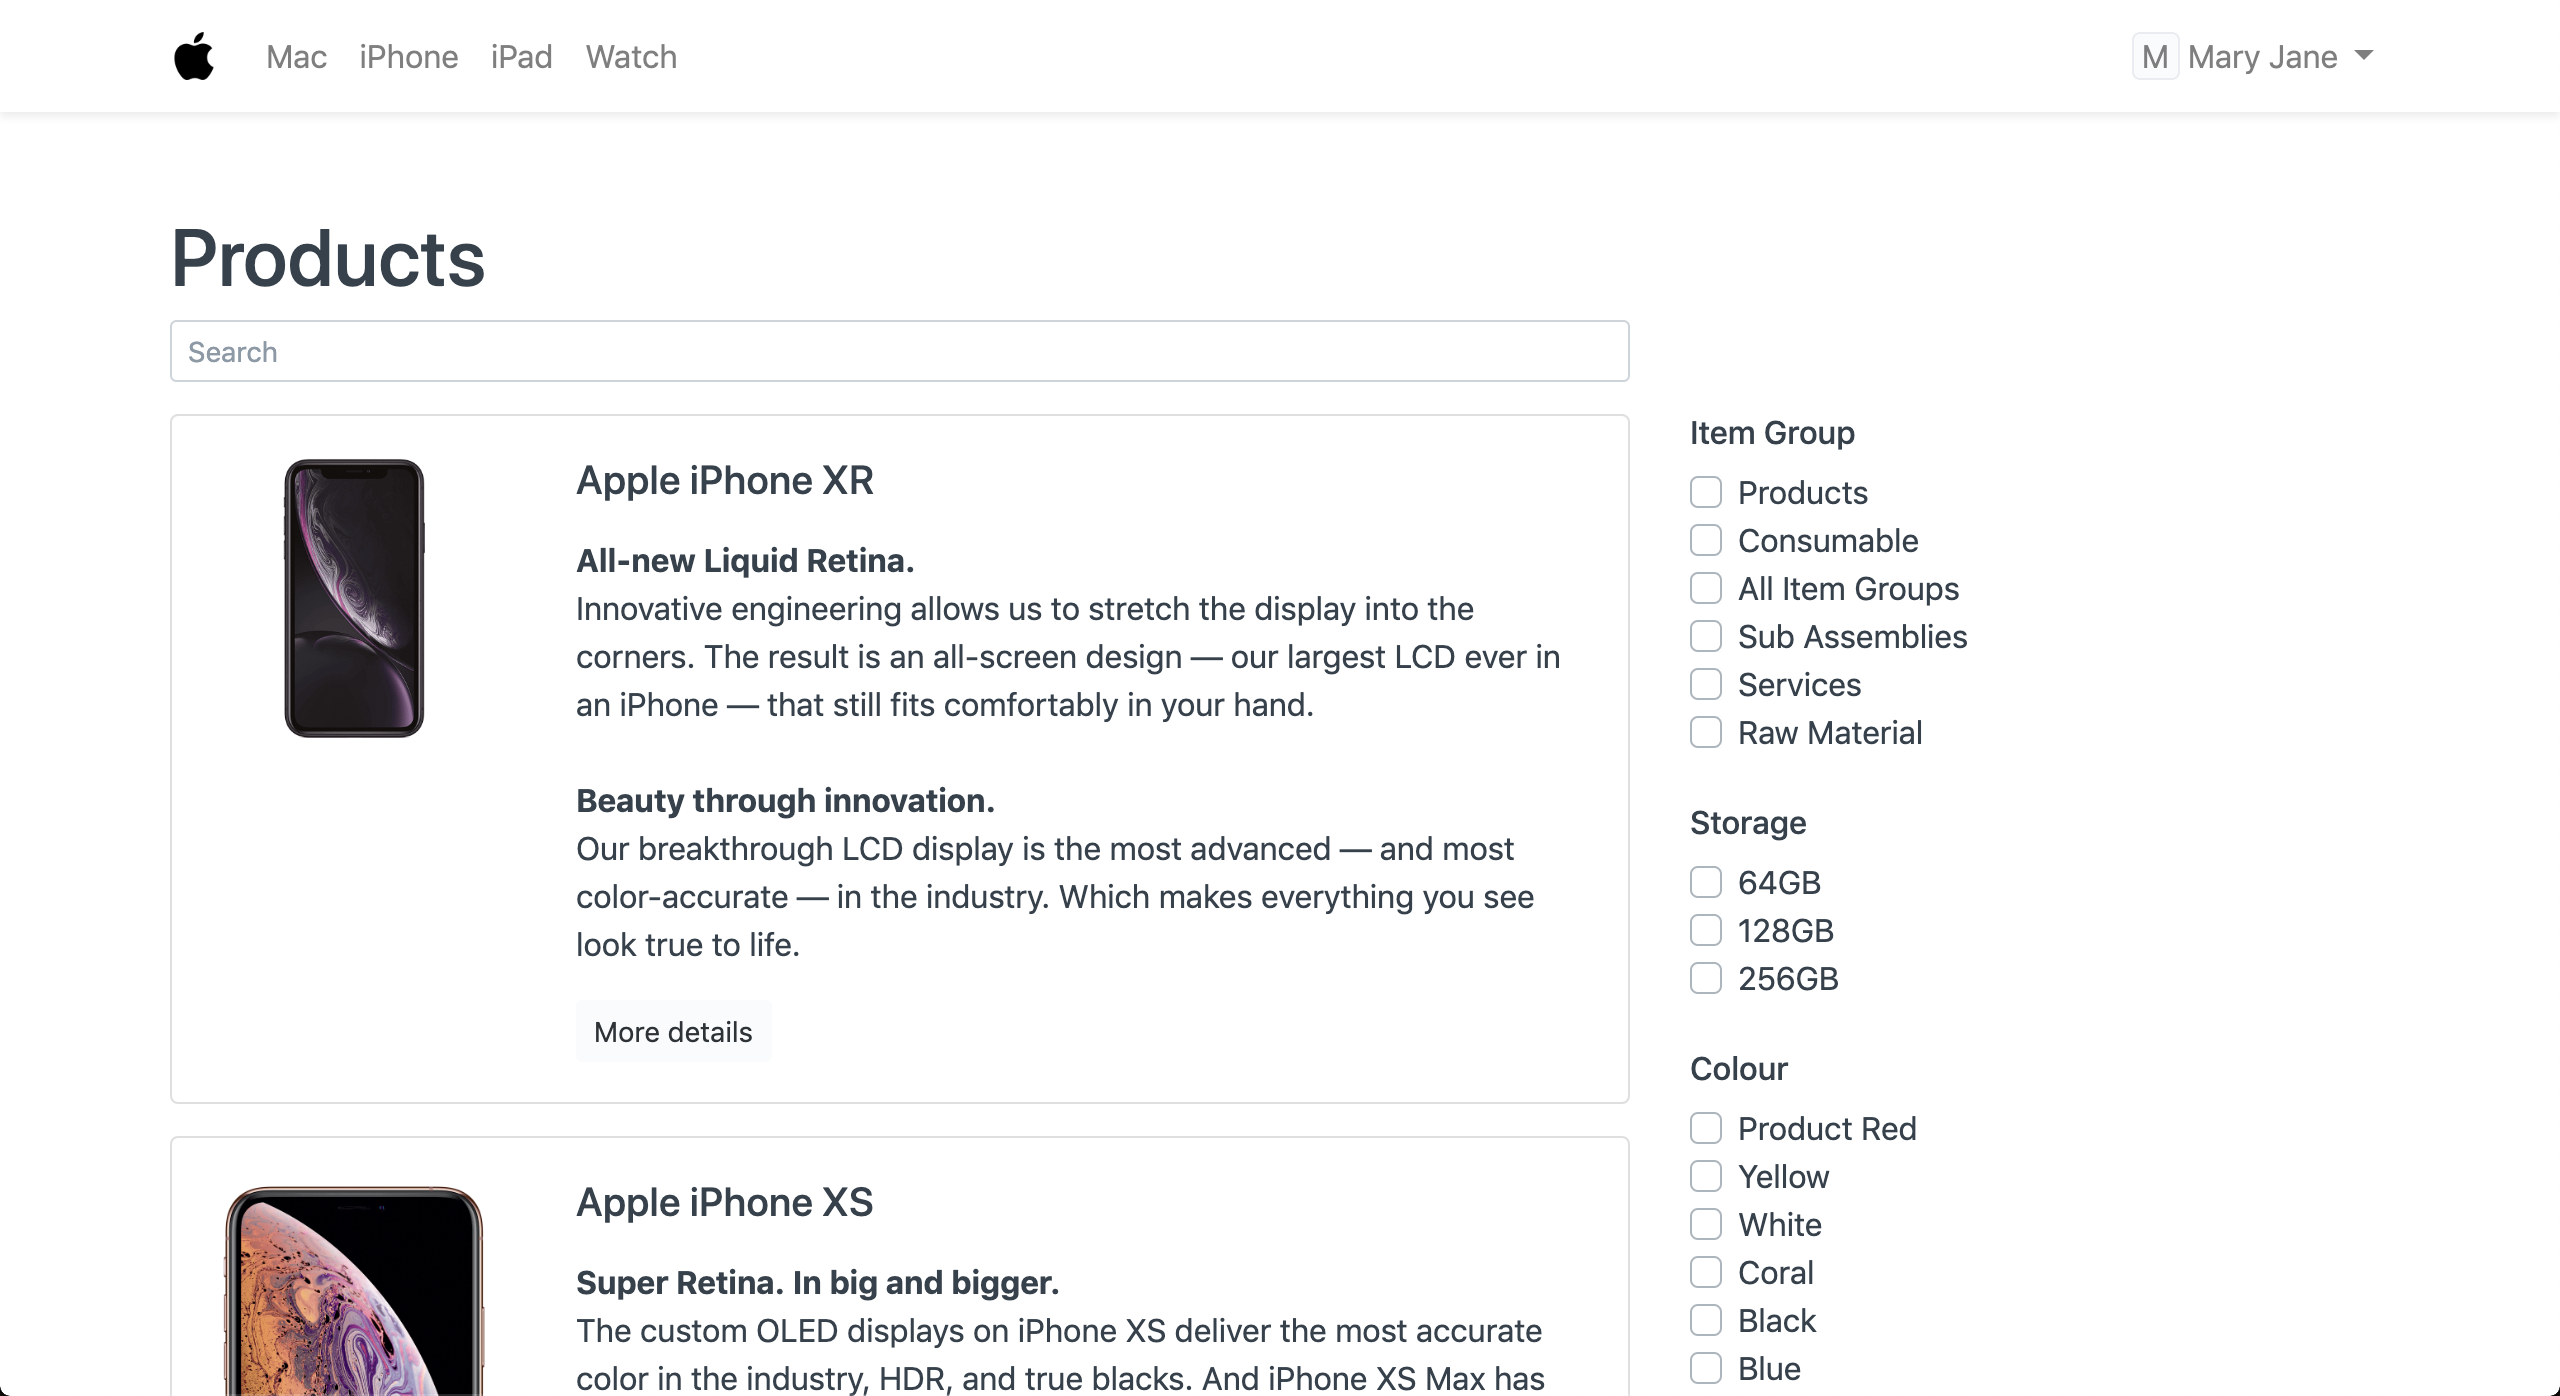 Mac iPhone iPad Watch
M Mary Jane
Products
Search
Apple iPhone XR
All-new Liquid Retina.
Innovative engineering allows us to stretch the display into the
corners. The result is an all-screen design — our largest LCD ever in
an iPhone — that still fits comfortably in your hand.
Beauty through innovation.
Our breakthrough LCD display is the most advanced — and most
color-accurate — in the industry. Which makes everything you see
look true to life.
More details
Apple iPhone XS
Super Retina. In big and bigger.
The custom OLED displays on iPhone XS deliver the most accurate
color in the industry, HDR, and true blacks. And iPhone XS Max has
Item Group
Products
Consumable
All Item Groups
Sub Assemblies
Services
Raw Material
Storage
64GB
128GB
256GB
Colour
Product Red
Yellow
White
Coral
Black
Blue